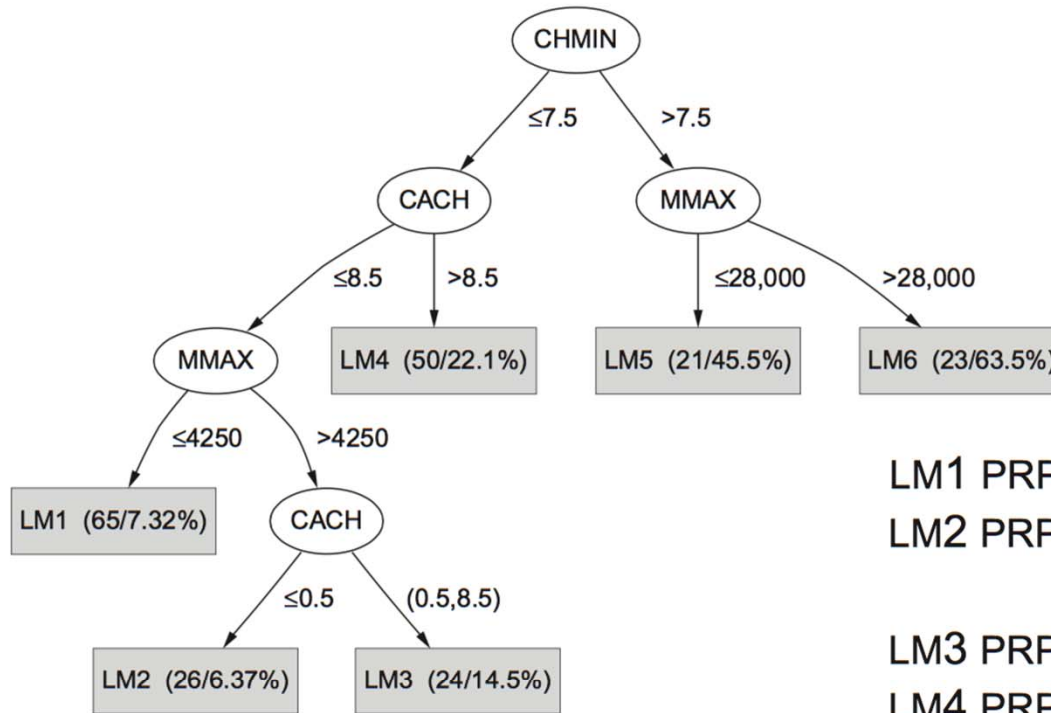 CHMIN
≤7.5 >7.5
CACH MMAX
≤8.5 >8.5 ≤28,000 >28,000
MMAX LM4 (50/22.1%) LM5 (21/45.5%) LM6 (23/63.5%)
≤4250 >4250
LM1 (65/7.32%) CACH LM1 PRP
LM2 PRP
≤0.5 (0.5,8.5)
LM2 (26/6.37%) LM3 (24/14.5%) LM3 PRP
LM4 PRP